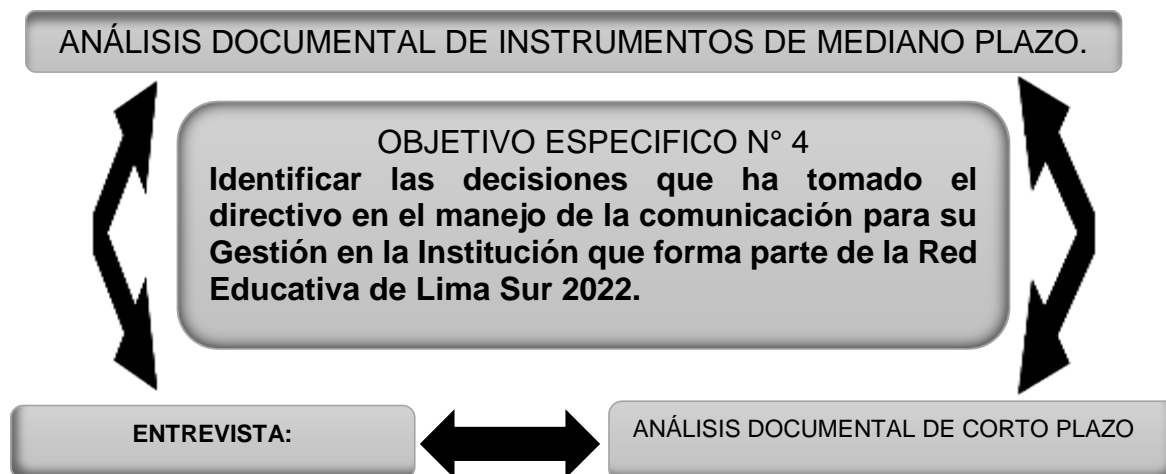 ANÁLISIS DOCUMENTAL DE INSTRUMENTOS DE MEDIANO PLAZO.
OBJETIVO ESPECIFICO N° 4
Identificar las decisiones que ha tomado el
directivo en el manejo de la comunicación para su
Gestión en la Institución que forma parte de la Red
Educativa de Lima Sur 2022.
ENTREVISTA:
ANÁLISIS DOCUMENTAL DE CORTO PLAZO